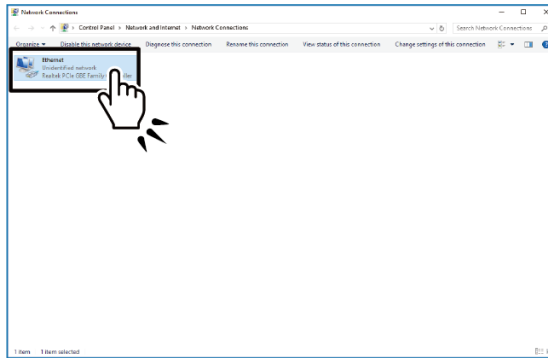 Network Connections
Control Panel > Network and Internet > Network Connections
Search Network Connections
Organize
Disable this network device
Diagnose this connection
Rename this connection
View status of this connection
Change settings of this connection
Ethernet
Unidentified network
Realtek PCIe GBE Family
1 item
1 item selected